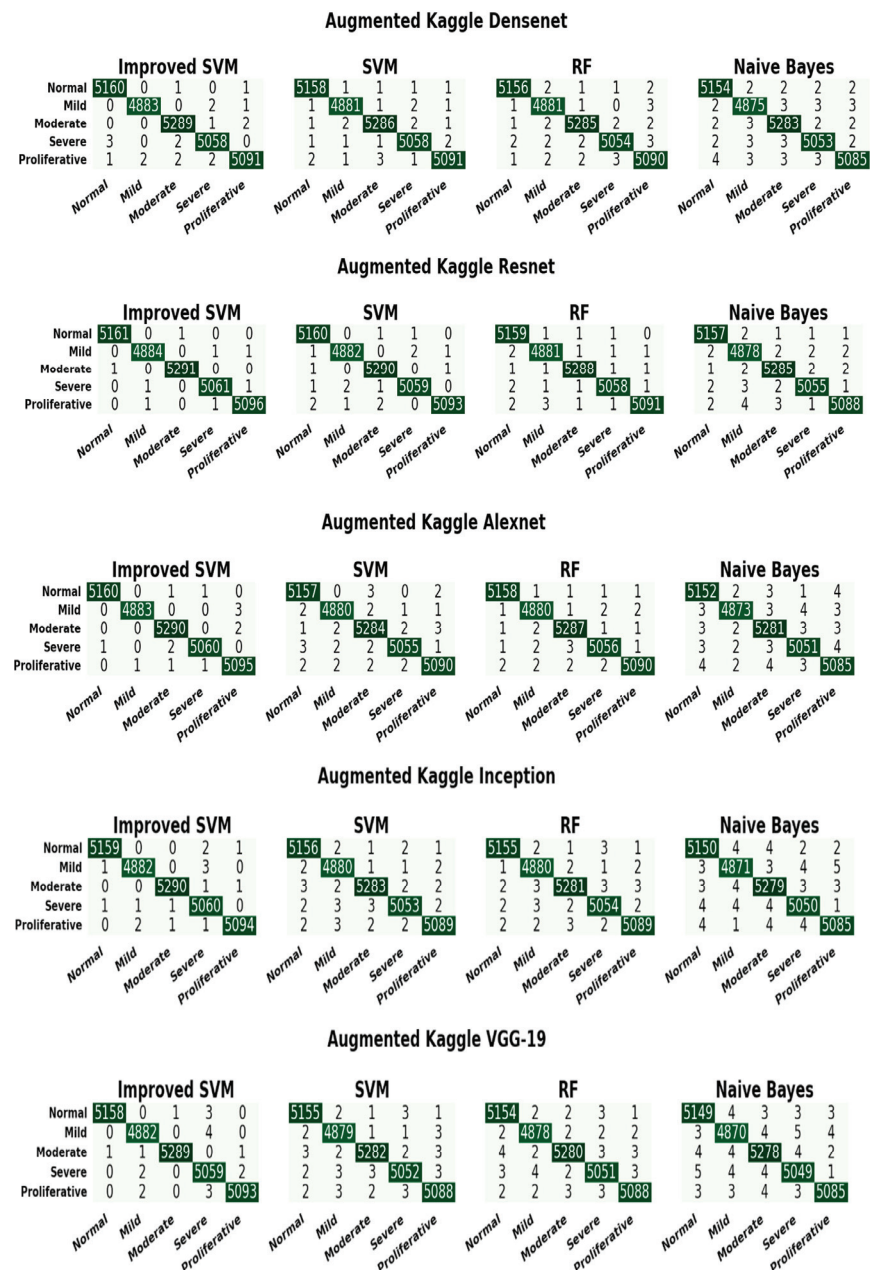 Augmented Kaggle Densenet
Improved SVM SVM RF Naive Bayes
Normal 5160 0 1 0 1 5158 1 1 1 1 5156 2 1 1 2 5154 2 2 2 2
Mild 0 4883 0 2 1 1 4881 1 2 1 1 4881 1 0 3 2 4875 3 3 3
Moderate 0 0 5289 1 2 1 2 5286 2 1 1 2 5285 2 2 2 3 5283 2 2
Severe 3 0 2 5058 0 1 1 1 5058 2 2 2 2 5054 3 2 3 3 5053 2
Proliferative 1 2 2 2 5091 2 1 3 1 5091 1 2 2 3 5090 4 3 3 3 5085
Normal Mild Moderate Severe Proliferative Normal Mild Moderate Severe Proliferative Normal Mild Moderate Severe Proliferative Normal Mild Moderate Severe Proliferative
Augmented Kaggle Resnet
Improved SVM SVM RF Naive Bayes
Normal 5161 0 1 0 0 5160 0 1 1 0 5159 1 1 1 0 5157 2 1 1 1
Mild 0 4884 0 1 1 1 4882 0 2 1 2 4881 1 1 1 2 4878 2 2 2
Moderate 1 0 5291 0 0 1 0 5290 0 1 1 1 5288 1 1 1 2 5285 2 2
Severe 0 1 0 5061 1 1 2 1 5059 0 2 1 1 5058 1 2 3 2 5055 1
Proliferative 0 1 0 1 5096 2 1 2 0 5093 2 3 1 1 5091 2 4 3 1 5088
Normal Mild Moderate Severe Proliferative Normal Mild Moderate Severe Proliferative Normal Mild Moderate Severe Proliferative Normal Mild Moderate Severe Proliferative
Augmented Kaggle Alexnet
Improved SVM SVM RF Naive Bayes
Normal 5160 0 1 1 0 5157 0 3 0 2 5158 1 1 1 1 5152 2 3 1 4
Mild 0 4883 0 0 3 2 4880 2 1 1 1 4880 1 2 2 3 4873 3 4 3
Moderate 0 0 5290 0 2 1 2 5284 2 3 1 2 5287 1 1 3 2 5281 3 3
Severe 1 0 2 5060 0 3 2 2 5055 1 1 2 3 5056 1 3 2 3 5051 4
Proliferative 0 1 1 1 5095 2 2 2 2 5090 2 2 2 2 5090 4 2 4 3 5085
Normal Mild Moderate Severe Proliferative Normal Mild Moderate Severe Proliferative Normal Mild Moderate Severe Proliferative Normal Mild Moderate Severe Proliferative
Augmented Kaggle Inception
Improved SVM SVM RF Naive Bayes
Normal 5159 0 0 2 1 5156 2 1 2 1 5155 2 1 3 1 5150 4 4 2 2
Mild 1 4882 0 3 0 2 4880 1 1 2 1 4880 2 1 2 3 4871 3 4 5
Moderate 0 0 5290 1 1 3 2 5283 2 2 2 3 5281 3 3 3 4 5279 3 3
Severe 1 1 1 5060 0 2 3 3 5053 2 2 3 2 5054 2 4 4 4 5050 1
Proliferative 0 2 1 1 5094 2 3 2 2 5089 2 2 3 2 5089 4 1 4 4 5085
Normal Mild Moderate Severe Proliferative Normal Mild Moderate Severe Proliferative Normal Mild Moderate Severe Proliferative Normal Mild Moderate Severe Proliferative
Augmented Kaggle VGG-19
Improved SVM SVM RF Naive Bayes
Normal 5158 0 1 3 0 5155 2 1 3 1 5154 2 2 3 1 5149 4 3 3 3
Mild 0 4882 0 4 0 2 4879 1 1 3 2 4878 2 2 2 3 4870 4 5 4
Moderate 1 1 5289 0 1 2 3 5282 2 3 4 2 5280 3 3 4 4 5278 4 2
Severe 0 2 0 5059 2 2 3 3 5052 3 3 4 2 5051 3 5 4 4 5049 1
Proliferative 0 2 0 3 5093 2 3 2 3 5088 2 2 3 3 5088 3 3 4 3 5085
Normal Mild Moderate Severe Proliferative Normal Mild Moderate Severe Proliferative Normal Mild Moderate Severe Proliferative Normal Mild Moderate Severe Proliferative